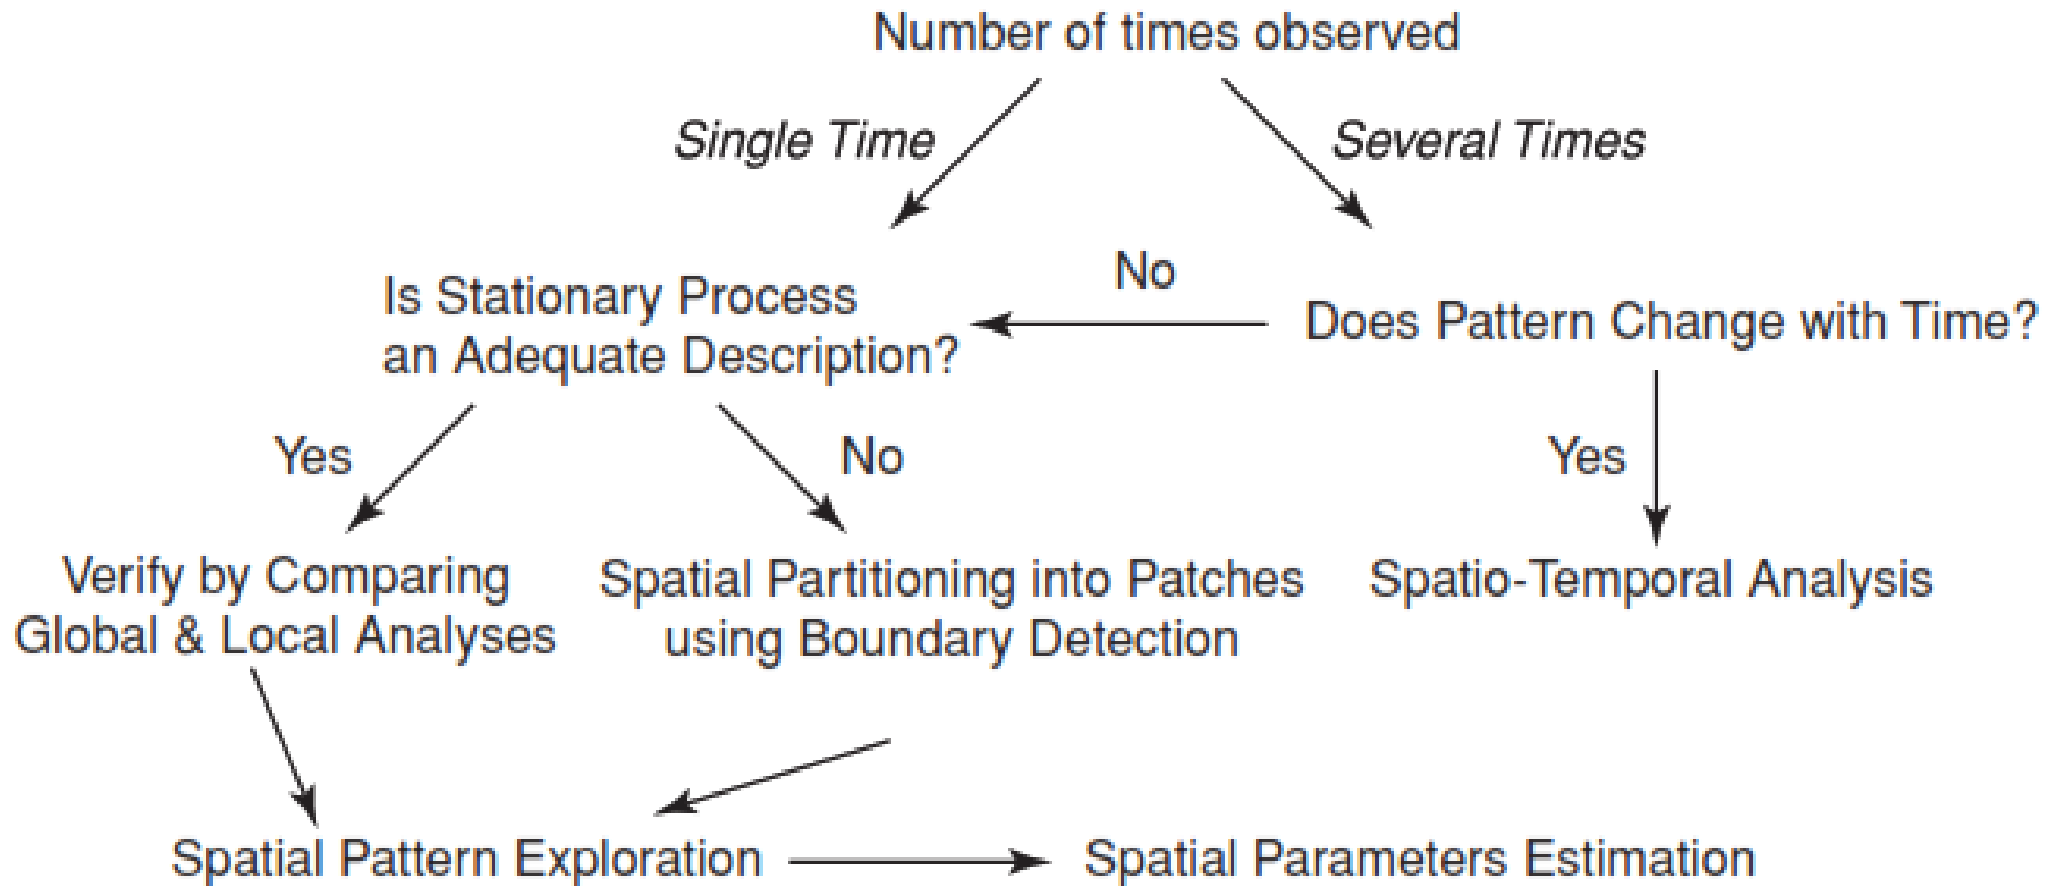 Number of times observed
Single Time
Several Times
No
Is Stationary Process
an Adequate Description?
Does Pattern Change with Time?
Yes
No
Yes
Verify by Comparing
Global & Local Analyses
Spatial Partitioning into Patches
using Boundary Detection
Spatio-Temporal Analysis
Spatial Pattern Exploration
Spatial Parameters Estimation